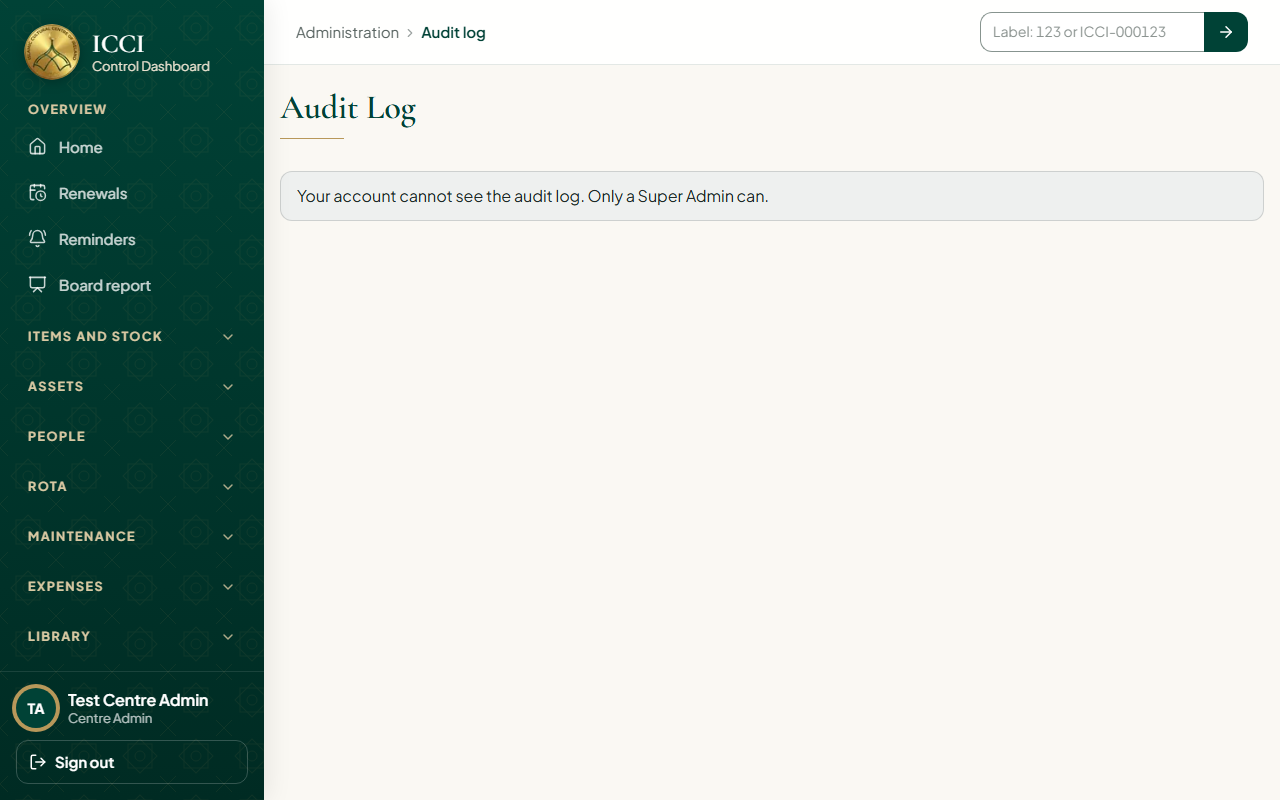 ICCI
Control Dashboard
OVERVIEW
Home
Renewals
Reminders
Board report
ITEMS AND STOCK
ASSETS
PEOPLE
ROTA
MAINTENANCE
EXPENSES
LIBRARY
TA
Test Centre Admin
Centre Admin
Sign out
Administration > Audit log
Label: 123 or ICCI-000123
Audit Log
Your account cannot see the audit log. Only a Super Admin can.